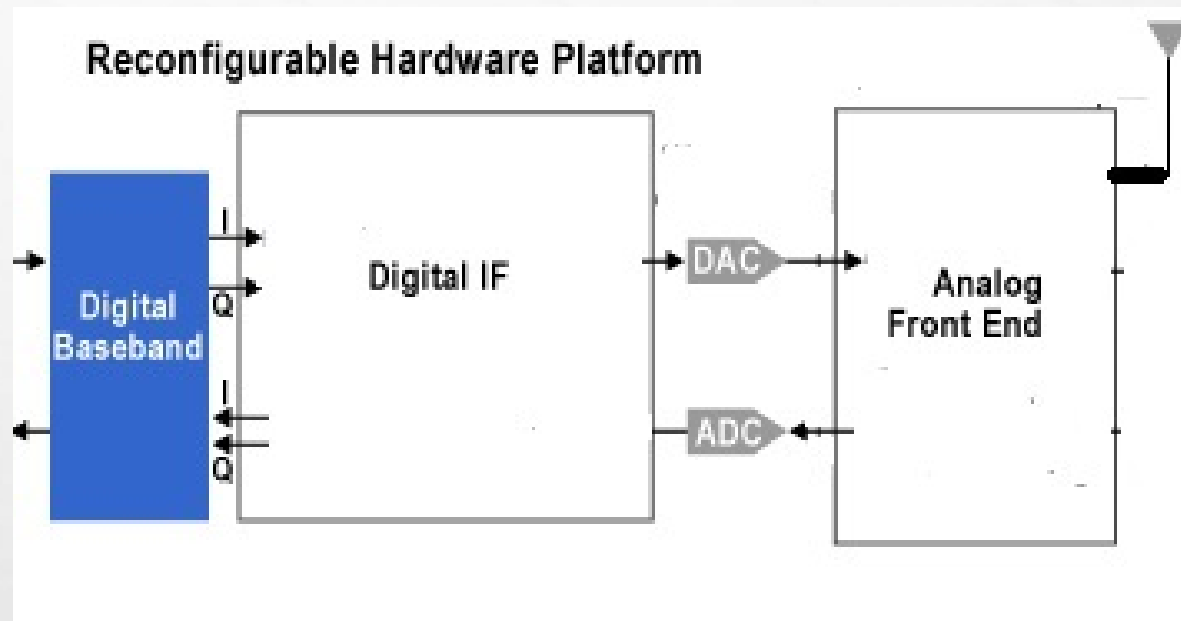 Reconfigurable Hardware Platform
I
Q
Digital
Baseband
I
Q
Digital IF
DAC
ADC
Analog
Front End